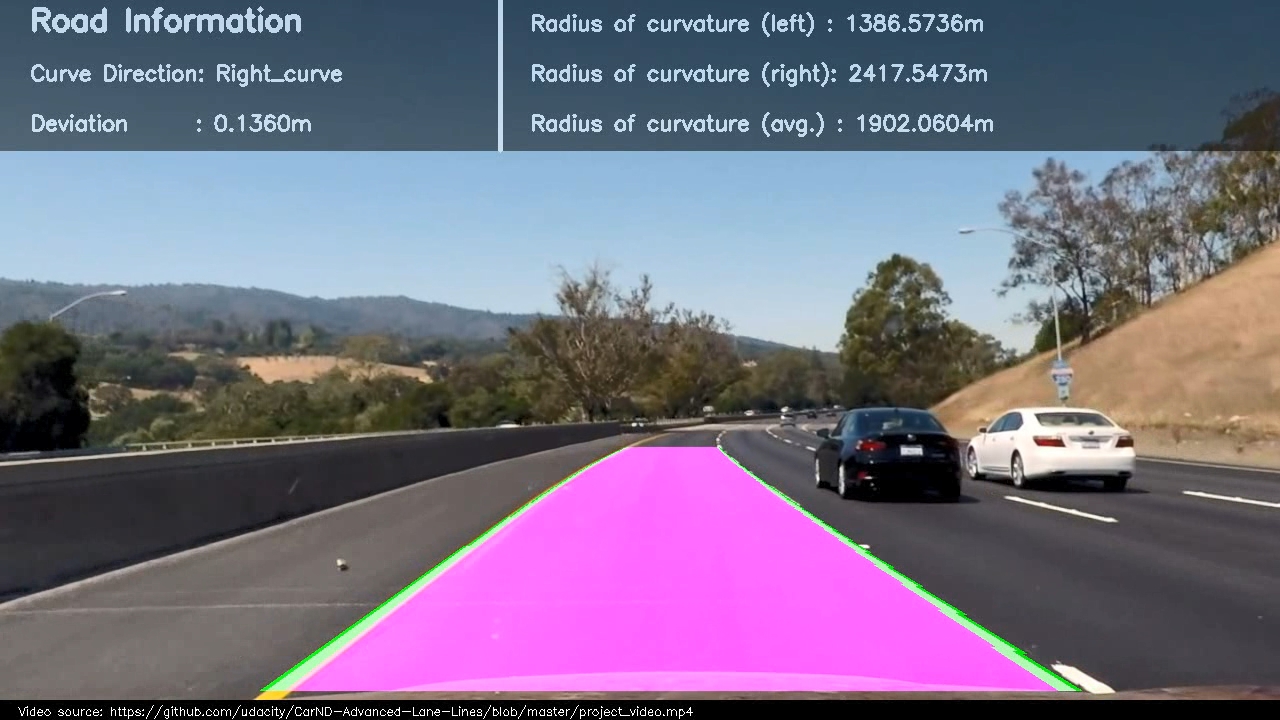 Road Information
Curve Direction: Right_curve
Deviation : 0.1360m
Radius of curvature (left) : 1386.5736m
Radius of curvature (right): 2417.5473m
Radius of curvature (avg.) : 1902.0604m
Video source: https://github.com/udacity/CarND-Advanced-Lane-Lines/blob/master/project_video.mp4